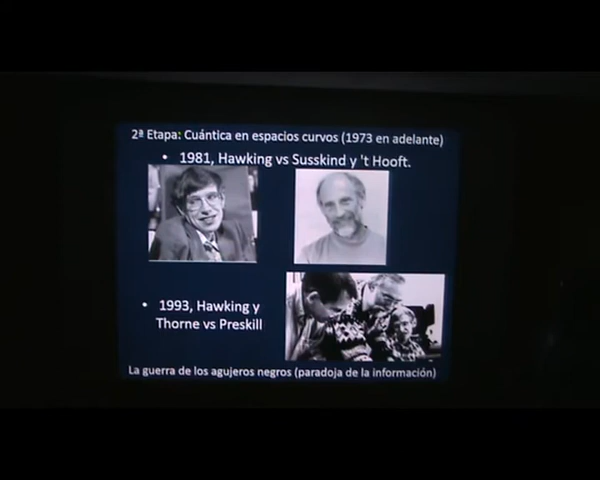 2ª Etapa: Cuántica en espacios curvos (1973 en adelante)
• 1981, Hawking vs Susskind y 't Hooft.
• 1993, Hawking y
Thorne vs Preskill
La guerra de los agujeros negros (paradoja de la información)